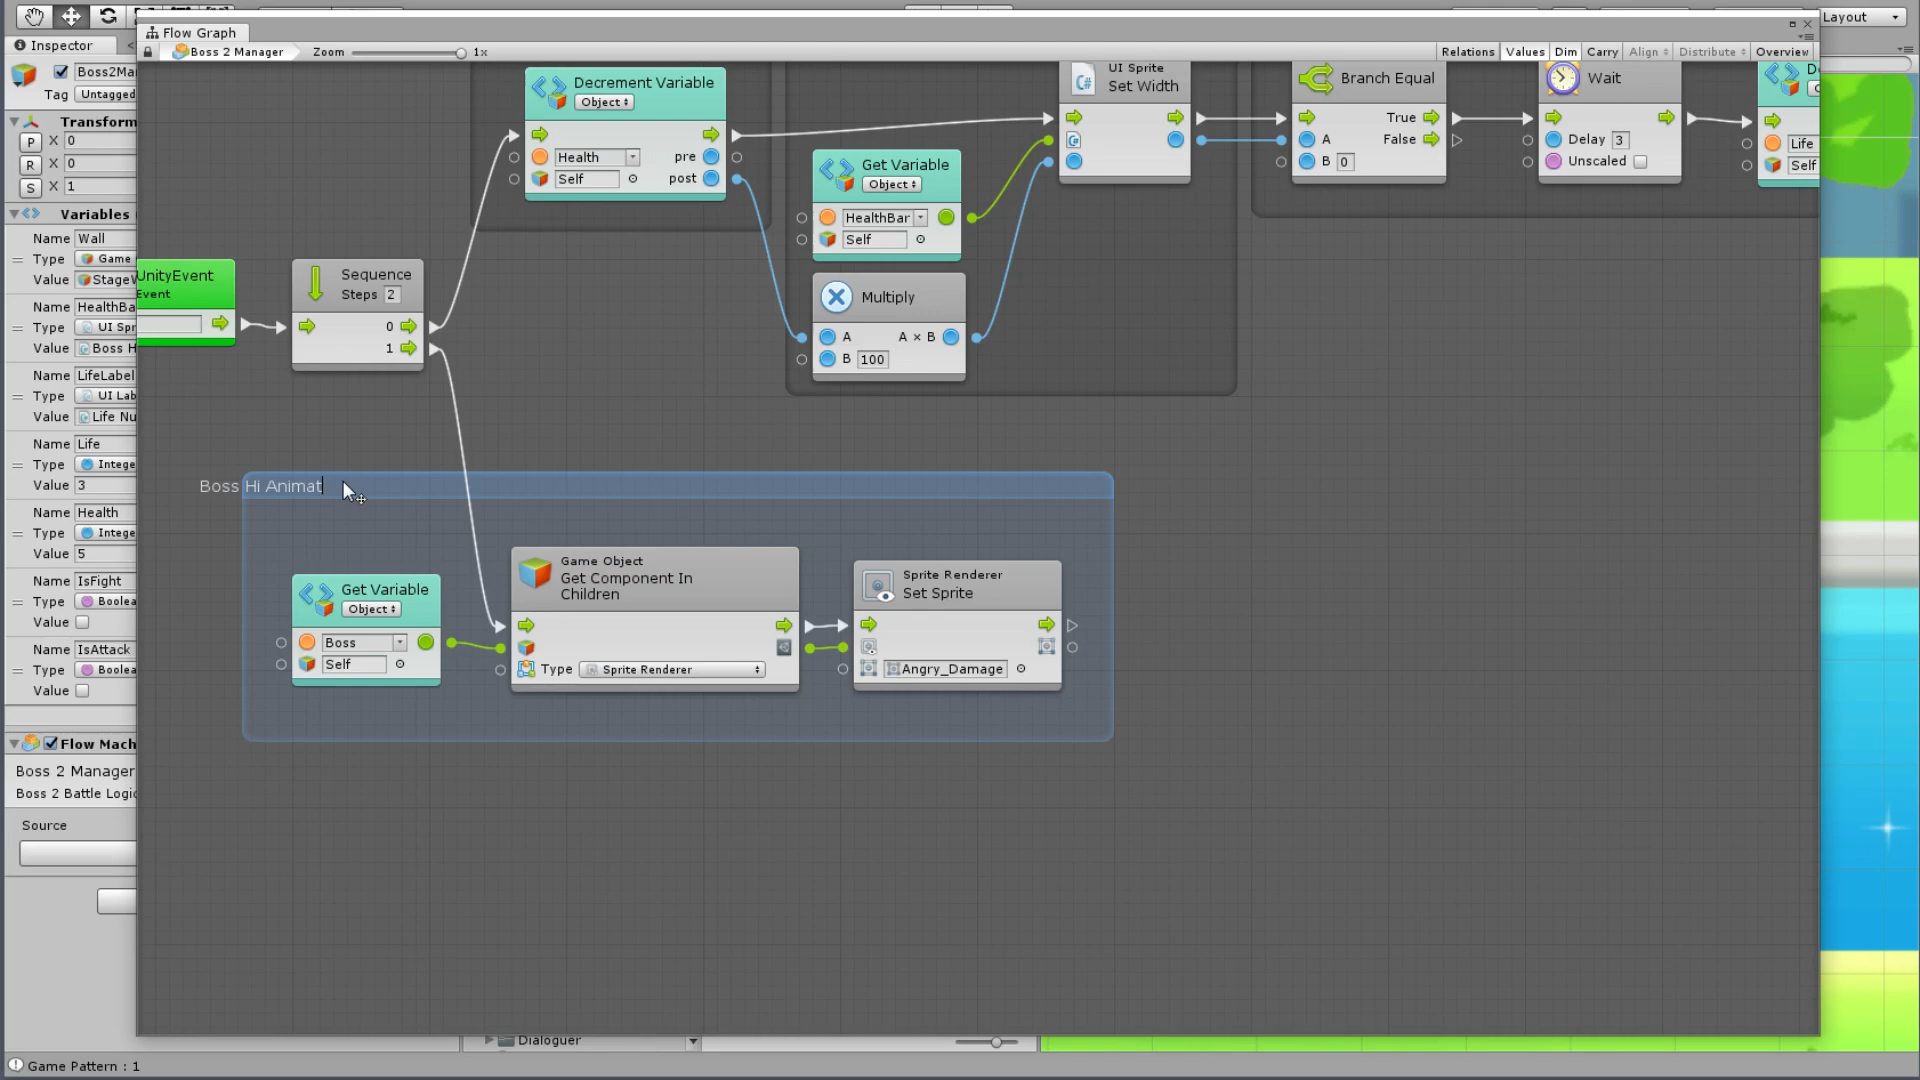 Layout
Flow Graph
Inspector
Boss 2 Manager
Zoom
1x
Relations
Values
Dim
Carry
Align
Distribute
Overview
Boss2Ma
Tag Untagged
Transform
P X 0
R X 0
S X 1
Variables
Name Wall
Type Game
Value StageW
Name HealthBa
Type UI Spr
Value Boss H
Name LifeLabel
Type UI Lab
Value Life Nu
Name Life
Type Intege
Value 3
Name Health
Type Intege
Value 5
Name IsFight
Type Boolea
Value
Name IsAttack
Type Boolea
Value
Flow Mach
Boss 2 Manager
Boss 2 Battle Logic
Source
UnityEvent
Event
Sequence
Steps 2
0
1
Decrement Variable
Object
Health
pre
Self
post
Get Variable
Object
HealthBar
Self
Multiply
A
A × B
B 100
UI Sprite
Set Width
Branch Equal
True
A
False
B 0
Wait
Delay 3
Unscaled
Life
Self
Boss Hi Animat
Get Variable
Object
Boss
Self
Game Object
Get Component In
Children
Type Sprite Renderer
Sprite Renderer
Set Sprite
Angry_Damage
Dialoguer
Game Pattern : 1